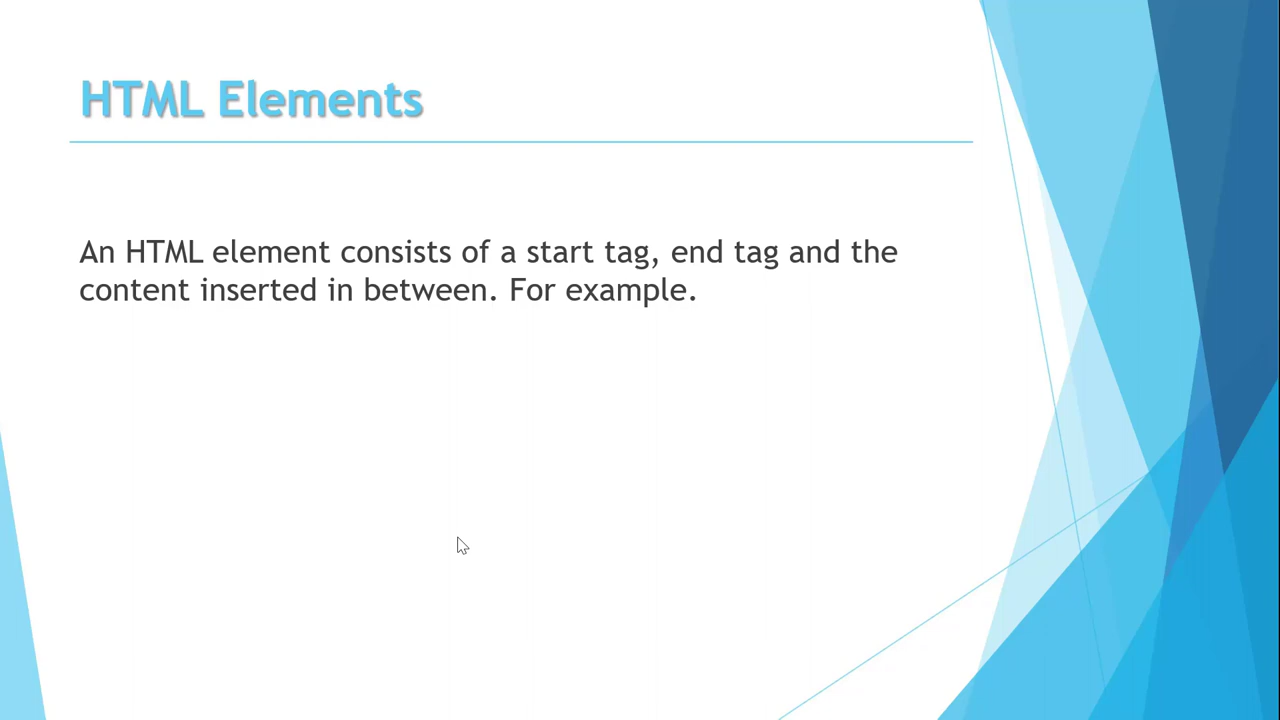 HTML Elements
An HTML element consists of a start tag, end tag and the
content inserted in between. For example.